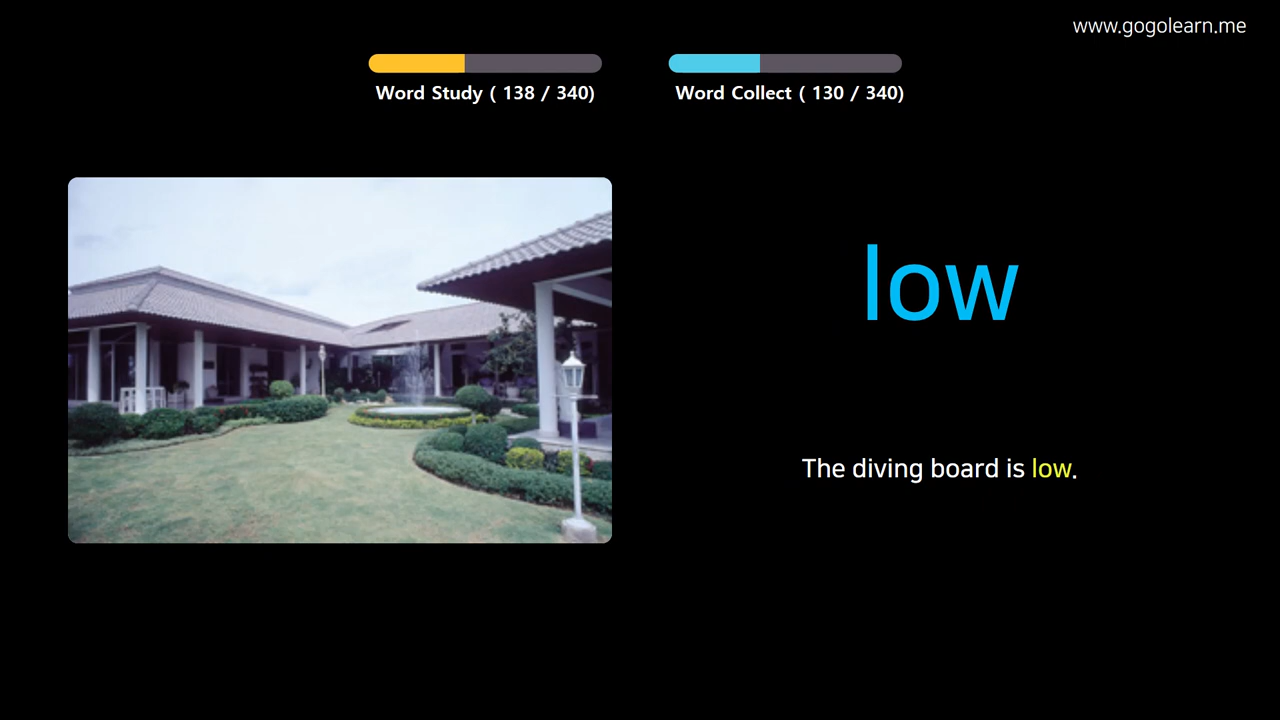 www.gogolearn.me
Word Study ( 138 / 340)
Word Collect ( 130 / 340)
low
The diving board is low.